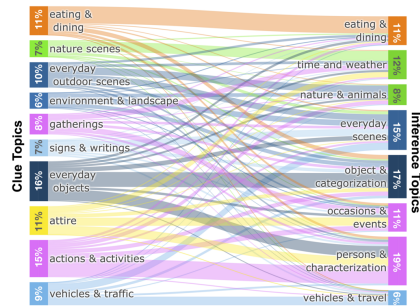 Clue Topics
11%
eating &
dining
7%
nature scenes
10%
everyday
outdoor scenes
6%
environment & landscape
8%
gatherings
7%
signs & writings
16%
everyday
objects
11%
attire
15%
actions & activities
9%
vehicles & traffic
eating &
dining
11%
time and weather
12%
nature & animals
8%
everyday
scenes
15%
object &
categorization
17%
occasions &
events
11%
persons &
characterization
19%
vehicles & travel
6%
Inference Topics